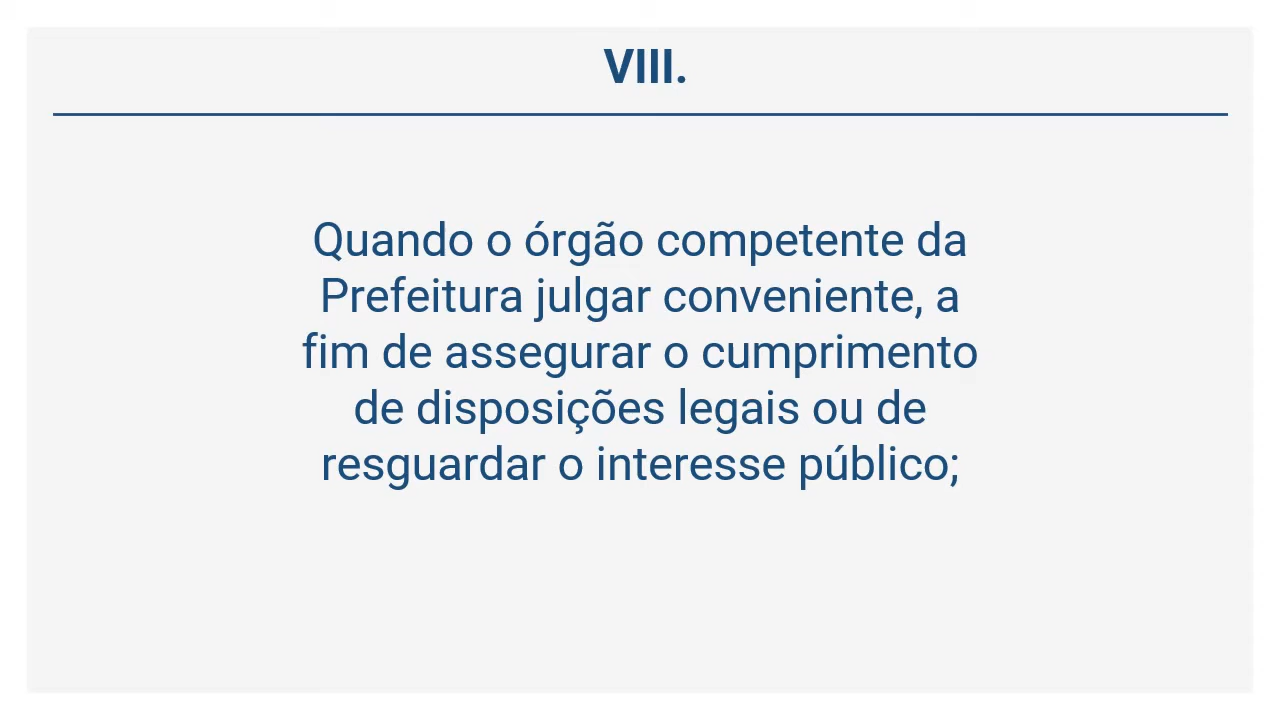 VIII.
Quando o órgão competente da
Prefeitura julgar conveniente, a
fim de assegurar o cumprimento
de disposições legais ou de
resguardar o interesse público;